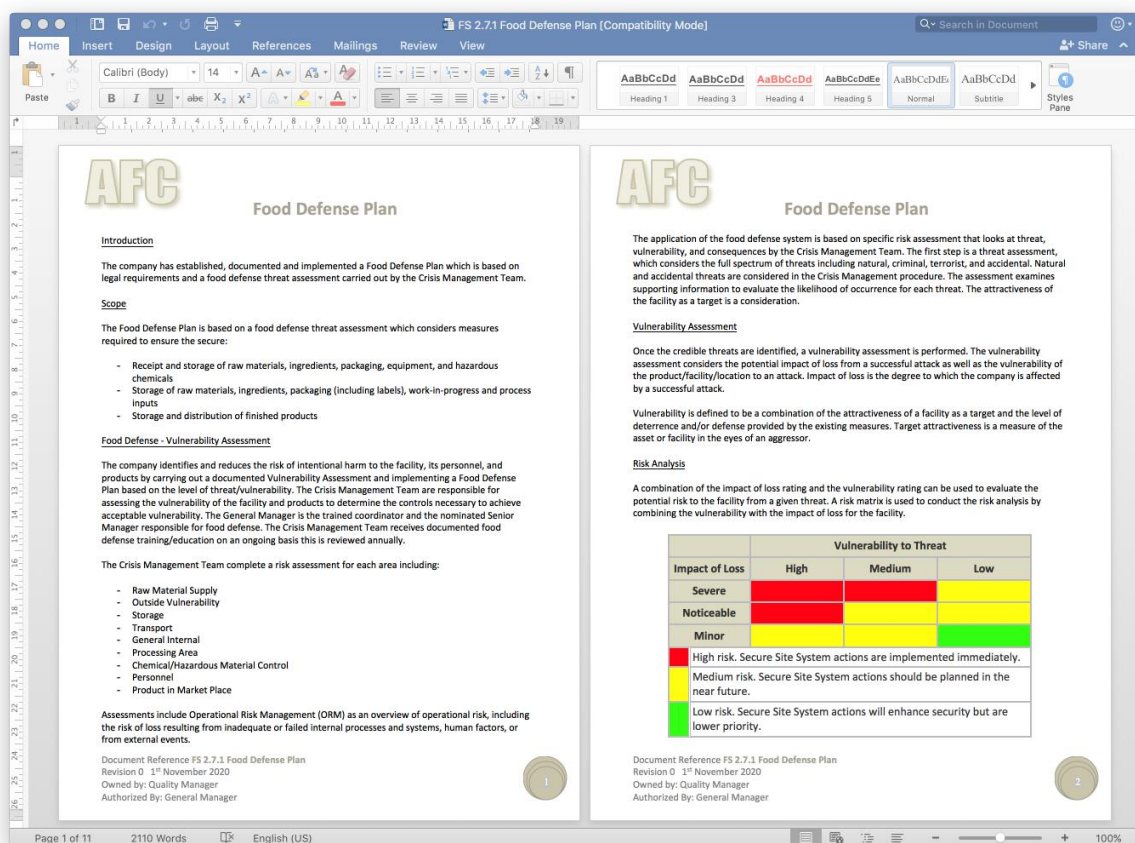 FS 2.7.1 Food Defense Plan [Compatibility Mode]
Search in Document
Home Insert Design Layout References Mailings Review View
Share
Paste
Calibri (Body) 14
AaBbCcDd AaBbCcDd AaBbCcDd AaBbCcDdEe AaBbCcDdEe AaBbCcDd
Heading 1 Heading 3 Heading 4 Heading 5 Normal Subtitle
Styles
Pane
AFC
Food Defense Plan
Introduction
The company has established, documented and implemented a Food Defense Plan which is based on
legal requirements and a food defense threat assessment carried out by the Crisis Management Team.
Scope
The Food Defense Plan is based on a food defense threat assessment which considers measures
required to ensure the secure:
- Receipt and storage of raw materials, ingredients, packaging, equipment, and hazardous
chemicals
- Storage of raw materials, ingredients, packaging (including labels), work-in-progress and process
inputs
- Storage and distribution of finished products
Food Defense - Vulnerability Assessment
The company identifies and reduces the risk of intentional harm to the facility, its personnel, and
products by carrying out a documented Vulnerability Assessment and implementing a Food Defense
Plan based on the level of threat/vulnerability. The Crisis Management Team are responsible for
assessing the vulnerability of the facility and products to determine the controls necessary to achieve
acceptable vulnerability. The General Manager is the trained coordinator and the nominated Senior
Manager responsible for food defense. The Crisis Management Team receives documented food
defense training/education on an ongoing basis this is reviewed annually.
The Crisis Management Team complete a risk assessment for each area including:
- Raw Material Supply
- Outside Vulnerability
- Storage
- Transport
- General Internal
- Processing Area
- Chemical/Hazardous Material Control
- Personnel
- Product in Market Place
Assessments include Operational Risk Management (ORM) as an overview of operational risk, including
the risk of loss resulting from inadequate or failed internal processes and systems, human factors, or
from external events.
Document Reference FS 2.7.1 Food Defense Plan
Revision 0 1st November 2020
Owned by: Quality Manager
Authorized By: General Manager
1
AFC
Food Defense Plan
The application of the food defense system is based on specific risk assessment that looks at threat,
vulnerability, and consequences by the Crisis Management Team. The first step is a threat assessment,
which considers the full spectrum of threats including natural, criminal, terrorist, and accidental. Natural
and accidental threats are considered in the Crisis Management procedure. The assessment examines
supporting information to evaluate the likelihood of occurrence for each threat. The attractiveness of
the facility as a target is a consideration.
Vulnerability Assessment
Once the credible threats are identified, a vulnerability assessment is performed. The vulnerability
assessment considers the potential impact of loss from a successful attack as well as the vulnerability of
the product/facility/location to an attack. Impact of loss is the degree to which the company is affected
by a successful attack.
Vulnerability is defined to be a combination of the attractiveness of a facility as a target and the level of
deterrence and/or defense provided by the existing measures. Target attractiveness is a measure of the
asset or facility in the eyes of an aggressor.
Risk Analysis
A combination of the impact of loss rating and the vulnerability rating can be used to evaluate the
potential risk to the facility from a given threat. A risk matrix is used to conduct the risk analysis by
combining the vulnerability with the impact of loss for the facility.
Vulnerability to Threat
Impact of Loss High Medium Low
Severe
Noticeable
Minor
High risk. Secure Site System actions are implemented immediately.
Medium risk. Secure Site System actions should be planned in the
near future.
Low risk. Secure Site System actions will enhance security but are
lower priority.
Document Reference FS 2.7.1 Food Defense Plan
Revision 0 1st November 2020
Owned by: Quality Manager
Authorized By: General Manager
2
Page 1 of 11 2110 Words English (US) 100%